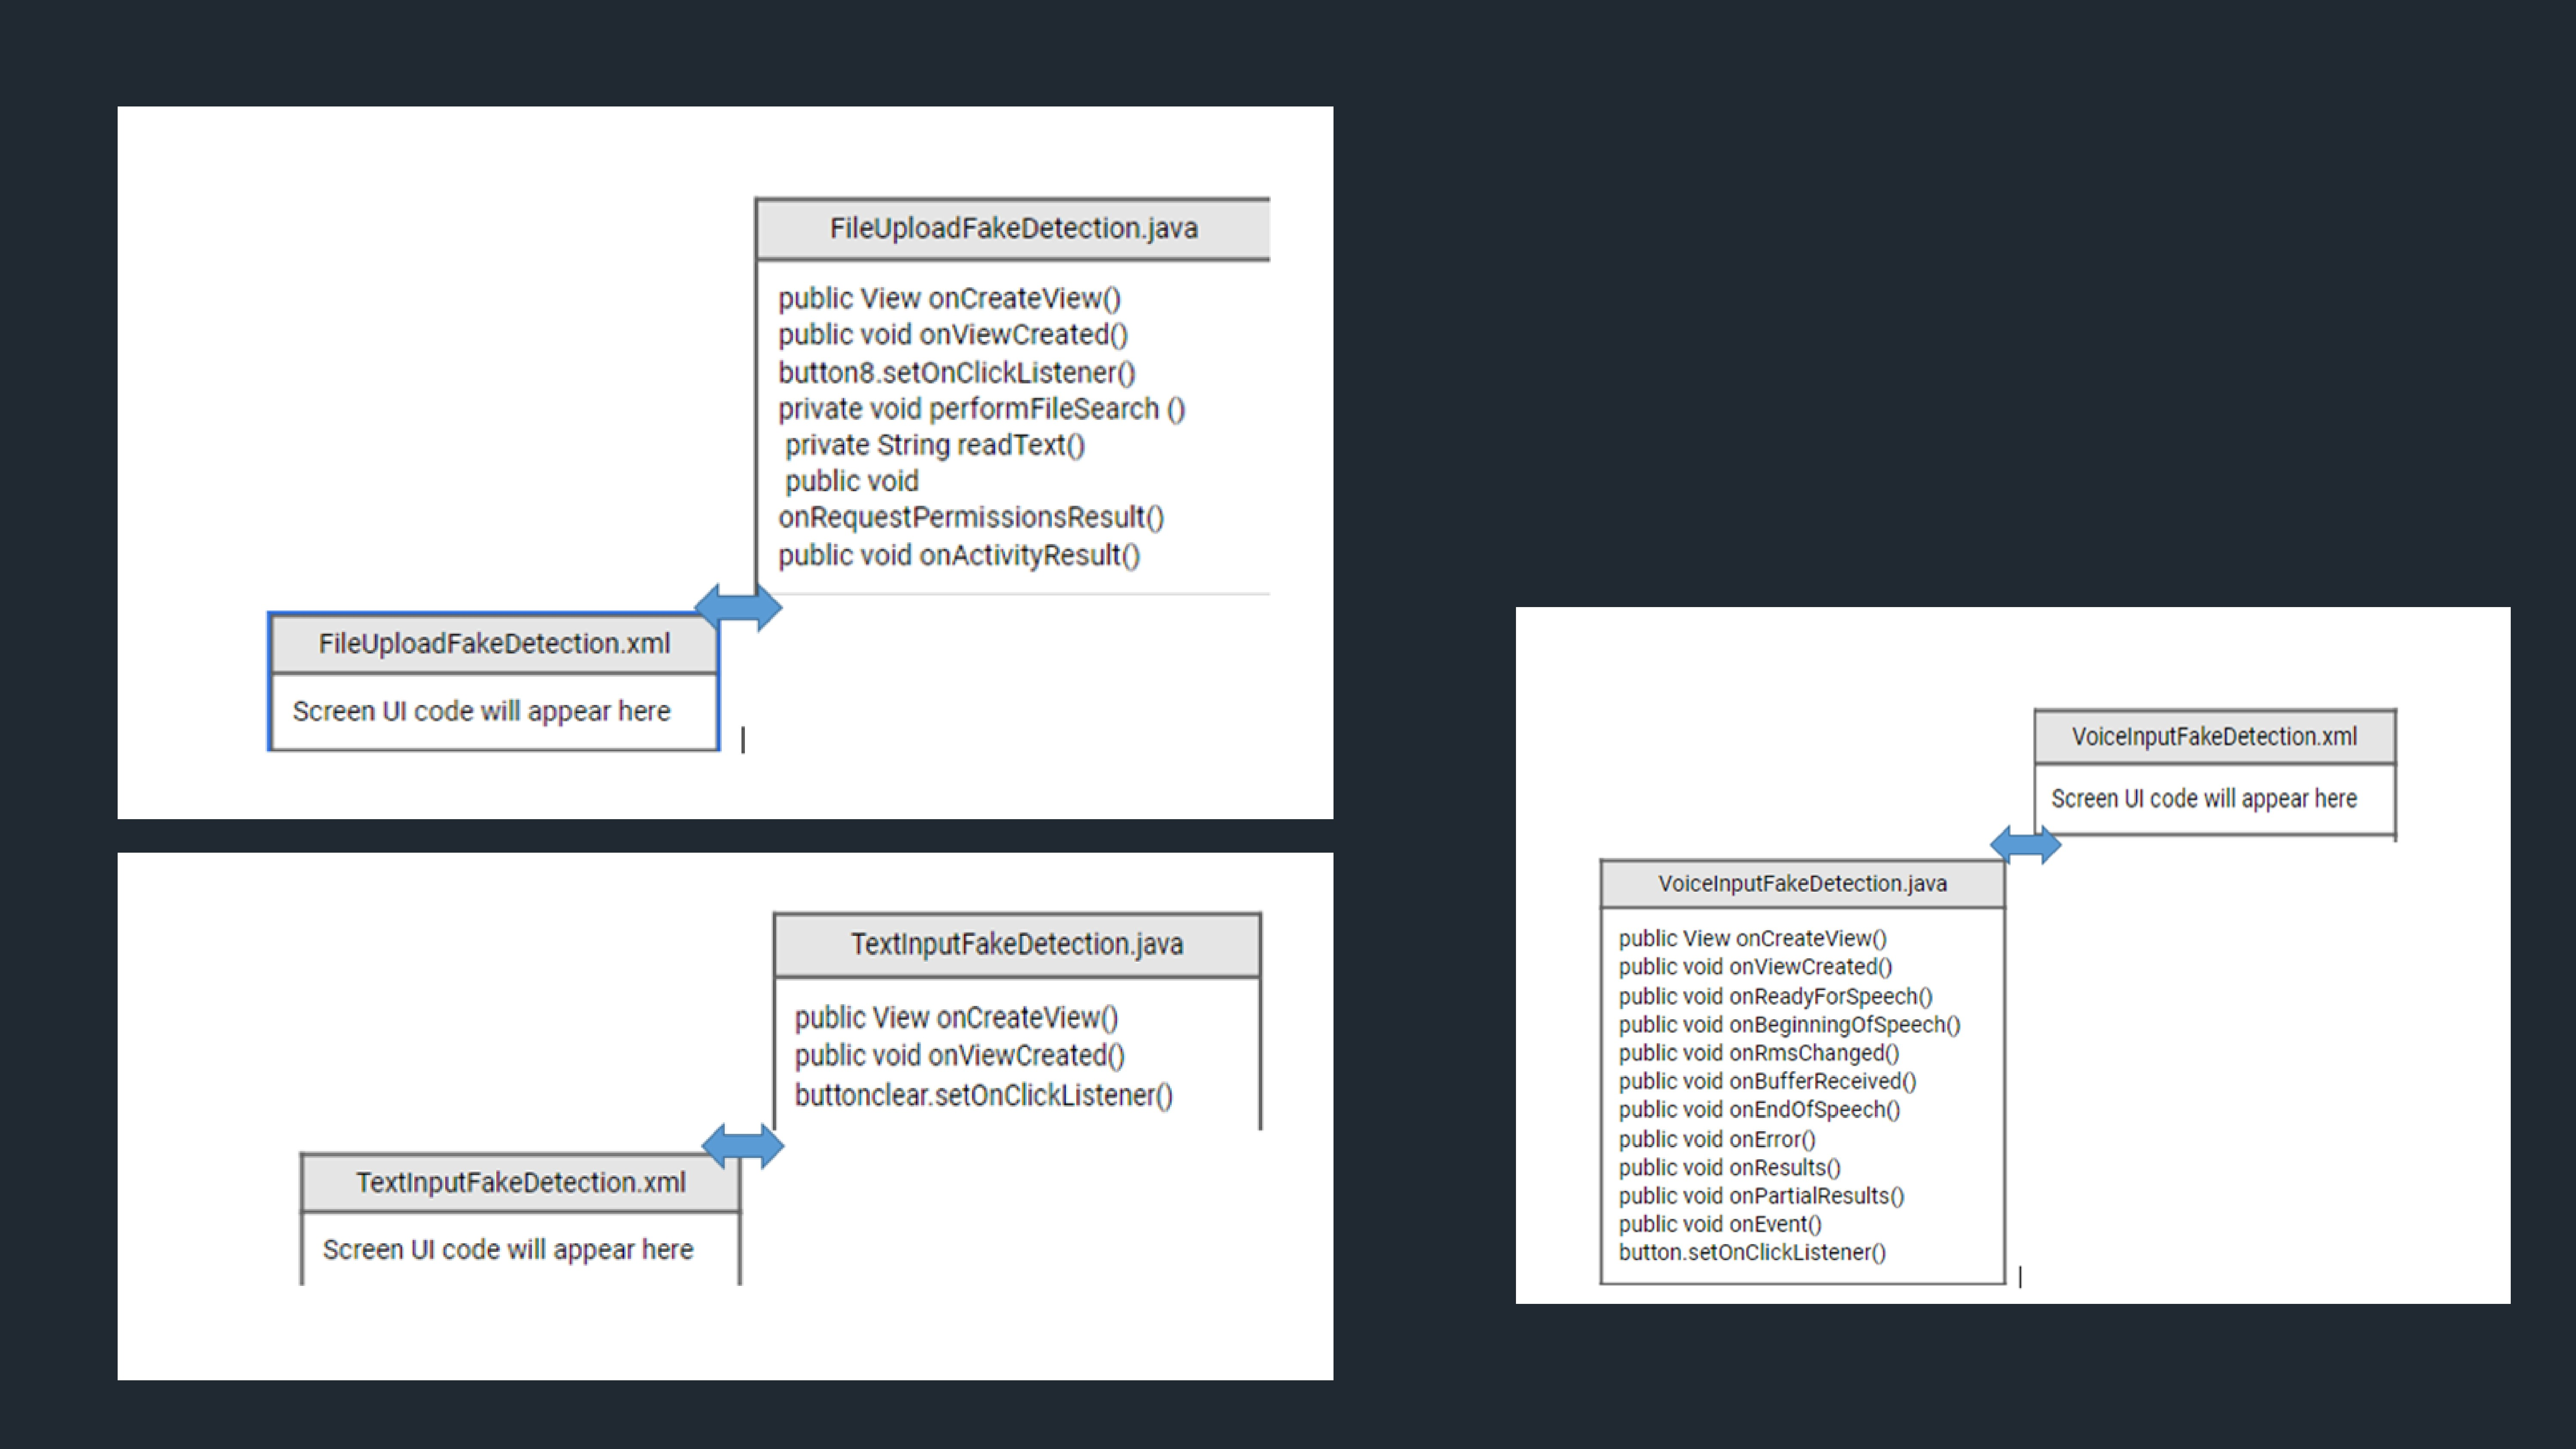 FileUploadFakeDetection.java
public View onCreateView()
public void onViewCreated()
button8.setOnClickListener()
private void performFileSearch ()
private String readText()
public void
onRequestPermissionsResult()
public void onActivityResult()
FileUploadFakeDetection.xml
Screen UI code will appear here
TextInputFakeDetection.java
public View onCreateView()
public void onViewCreated()
buttonclear.setOnClickListener()
TextInputFakeDetection.xml
Screen UI code will appear here
VoiceInputFakeDetection.xml
Screen UI code will appear here
VoiceInputFakeDetection.java
public View onCreateView()
public void onViewCreated()
public void onReadyForSpeech()
public void onBeginningOfSpeech()
public void onRmsChanged()
public void onBufferReceived()
public void onEndOfSpeech()
public void onError()
public void onResults()
public void onPartialResults()
public void onEvent()
button.setOnClickListener()